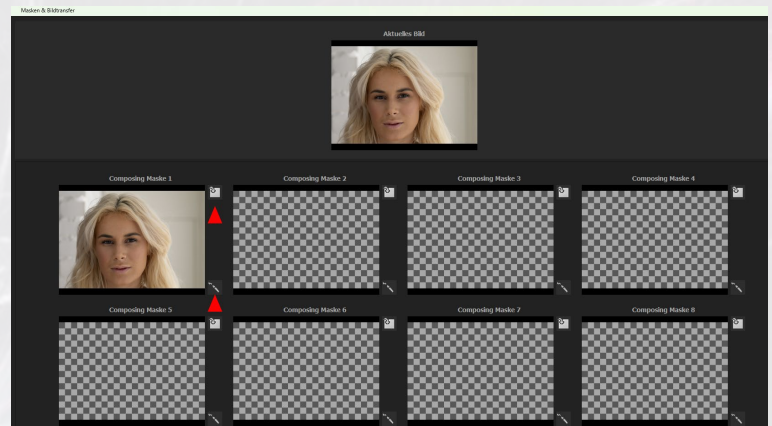 Masken & Bildtransfer
Aktuelles Bild
Composing Maske 1
Composing Maske 2
Composing Maske 3
Composing Maske 4
Composing Maske 5
Composing Maske 6
Composing Maske 7
Composing Maske 8